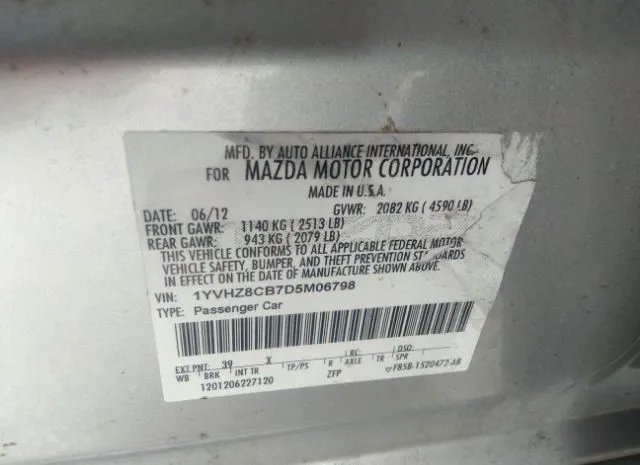 MFD. BY AUTO ALLIANCE INTERNATIONAL, INC.
FOR MAZDA MOTOR CORPORATION
MADE IN U.S.A.
DATE: 06/12 GVWR: 2082 KG ( 4590 LB)
FRONT GAWR: 1140 KG ( 2513 LB)
REAR GAWR: 943 KG ( 2079 LB)
THIS VEHICLE CONFORMS TO ALL APPLICABLE FEDERAL MOTOR
VEHICLE SAFETY, BUMPER, AND THEFT PREVENTION STANDARDS
IN EFFECT ON THE DATE OF MANUFACTURE SHOWN ABOVE.
VIN: 1YVHZ8CB7D5M06798
TYPE: Passenger Car
EXT PNT: 39 X RC: DSO:
WB BRK INT TR TP/PS R AXLE TR SPR
1201206227120 ZFP F85B-1520472-AB